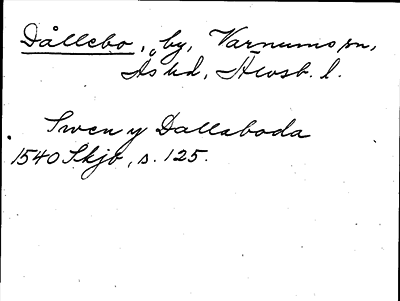 Dållebo, by, Varnums sn,
Ås hd, Älvsb. l.
Swen y Dallaboda
1540 Skjb, s. 125.